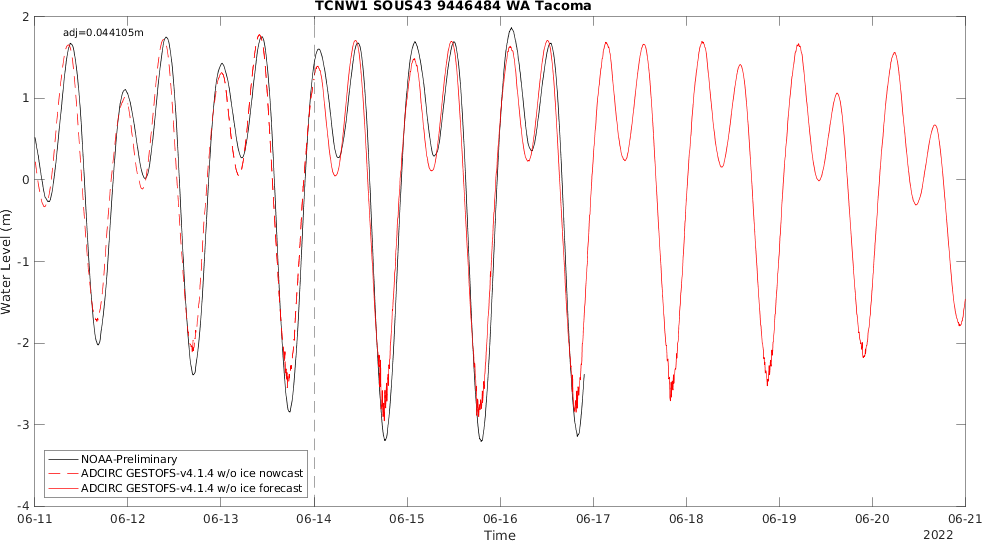 TCNW1 SOUS43 9446484 WA Tacoma
adj=0.044105m
2
1
0
-1
-2
-3
-4
Water Level (m)
NOAA-Preliminary
ADCIRC GESTOFS-v4.1.4 w/o ice nowcast
ADCIRC GESTOFS-v4.1.4 w/o ice forecast
06-11 06-12 06-13 06-14 06-15 06-16 06-17 06-18 06-19 06-20 06-21
Time
2022